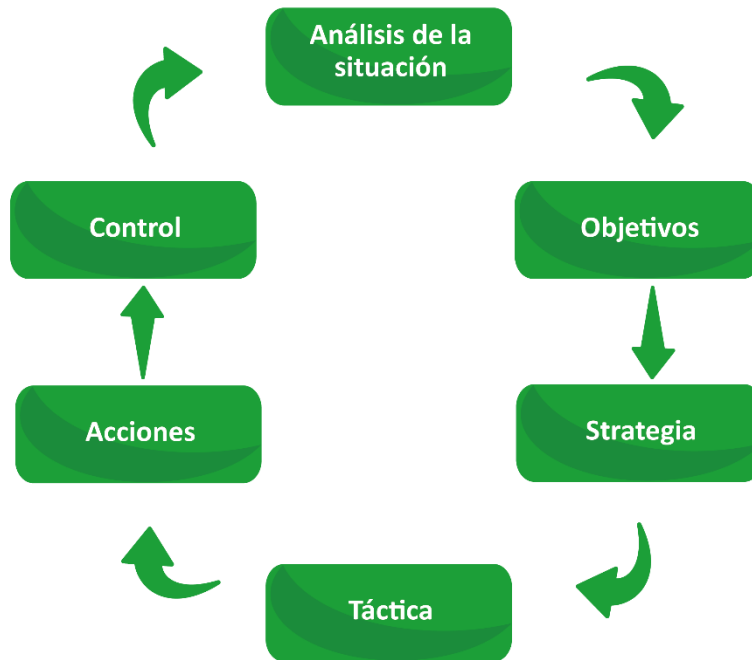 Análisis de la
situación
Control
Objetivos
Acciones
Strategia
Táctica